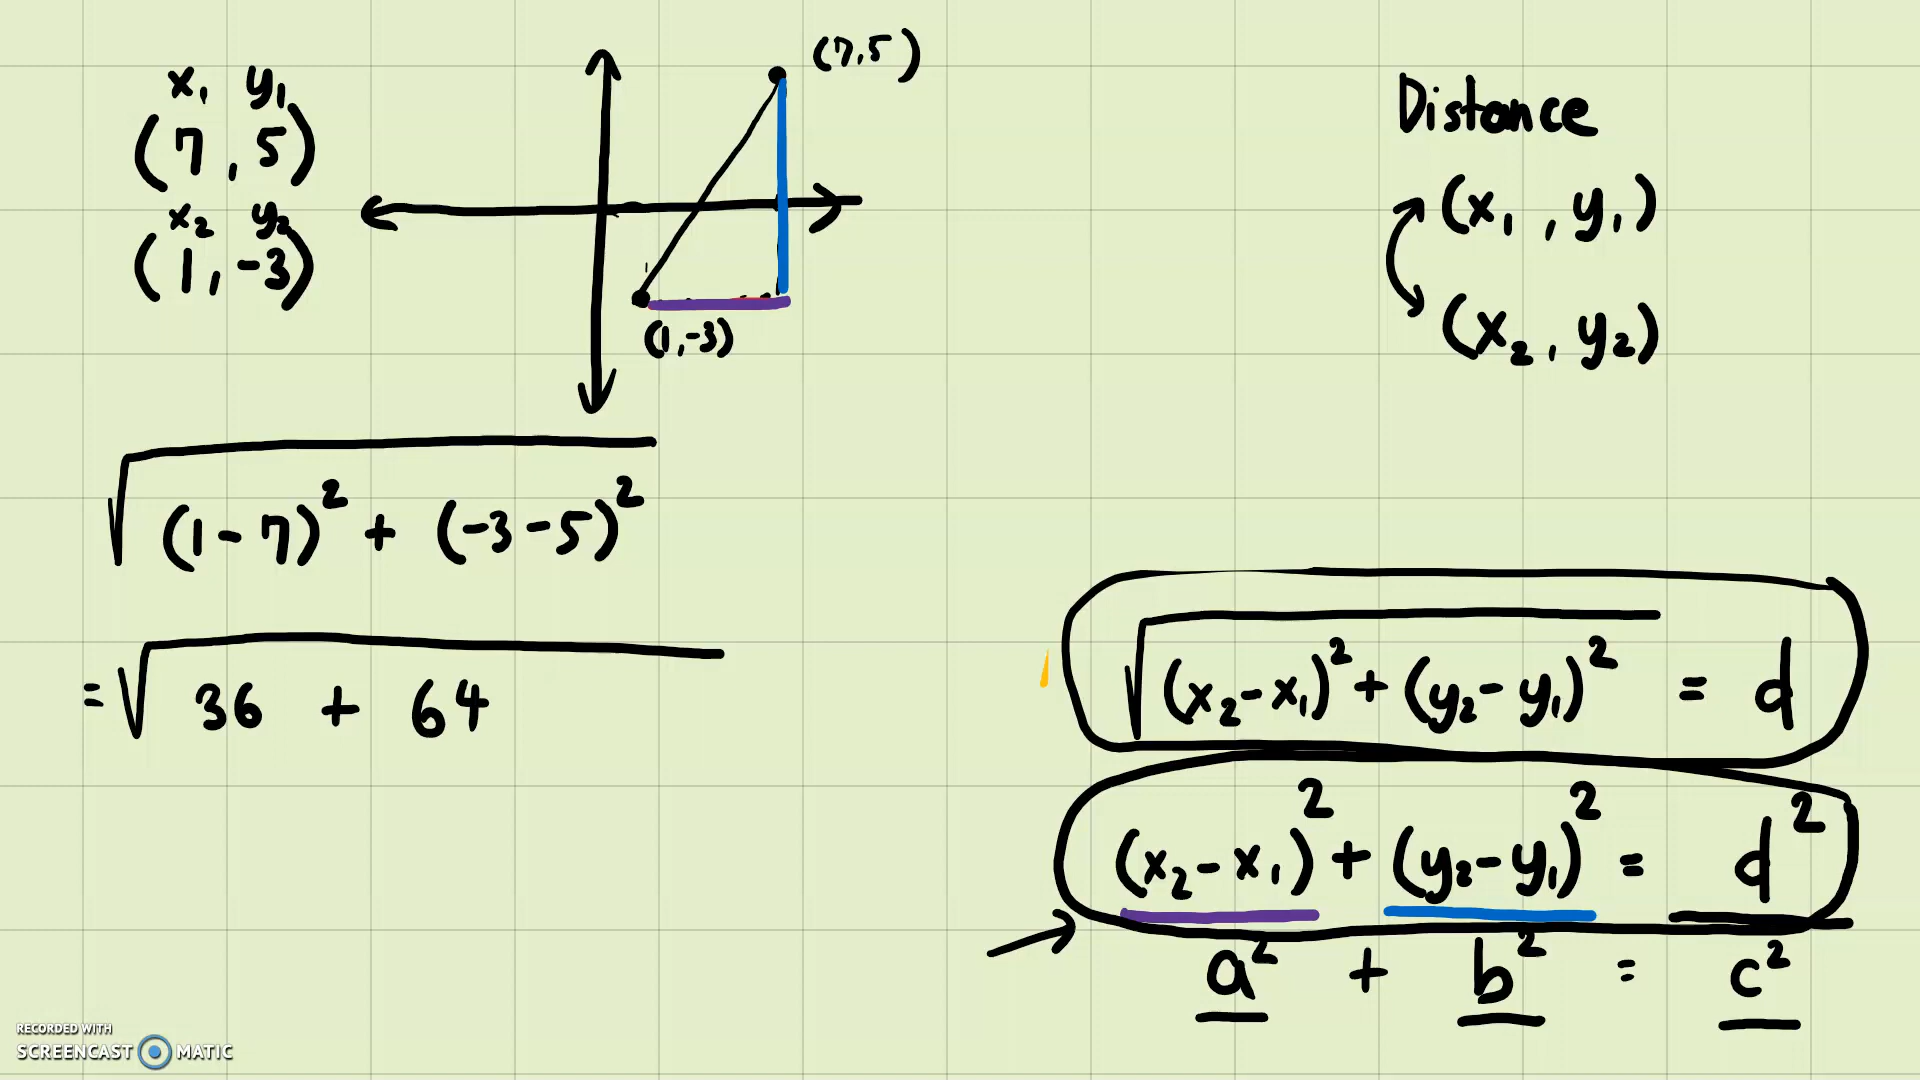 x₁ y₁
(7, 5)
x₂ y₂
(1, -3)
(7, 5)
(1, -3)
Distance
(x₁, y₁)
(x₂, y₂)
√((1 - 7)² + (-3 - 5)²)
= √(36 + 64)
√((x₂ - x₁)² + (y₂ - y₁)²) = d
(x₂ - x₁)² + (y₂ - y₁)² = d²
a² + b² = c²
RECORDED WITH
SCREENCAST MATIC